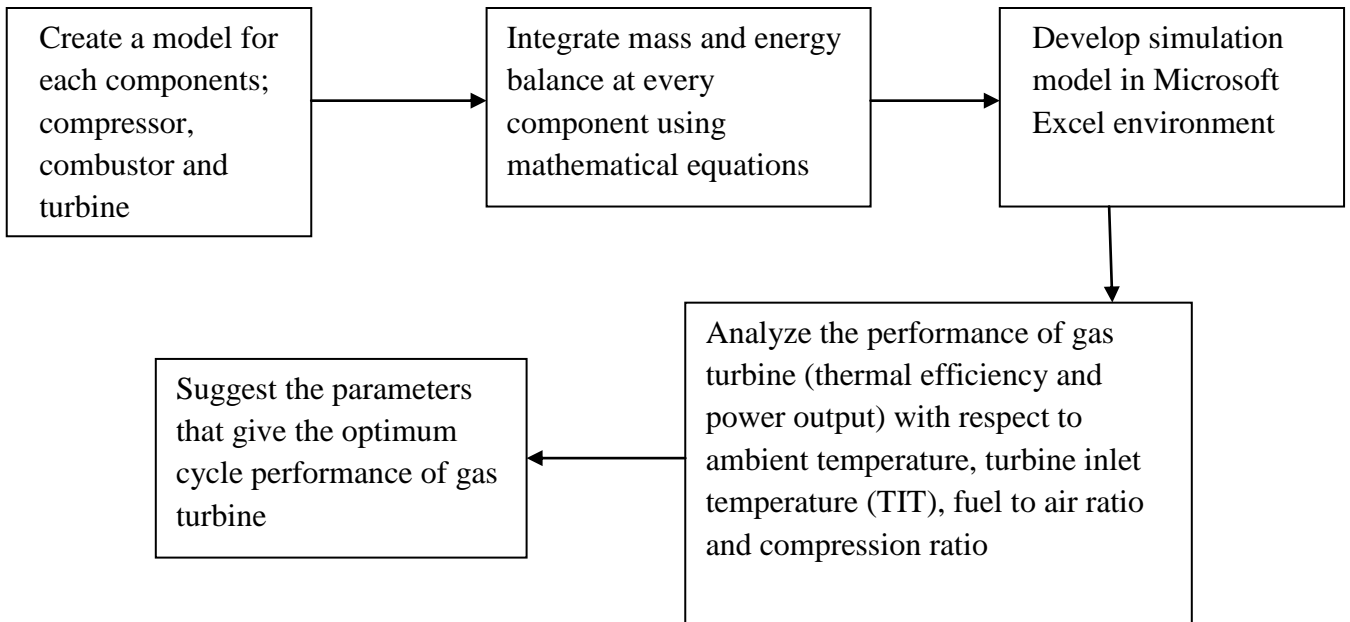 Create a model for
each components;
compressor,
combustor and
turbine
Integrate mass and energy
balance at every
component using
mathematical equations
Develop simulation
model in Microsoft
Excel environment
Analyze the performance of gas
turbine (thermal efficiency and
power output) with respect to
ambient temperature, turbine inlet
temperature (TIT), fuel to air ratio
and compression ratio
Suggest the parameters
that give the optimum
cycle performance of gas
turbine